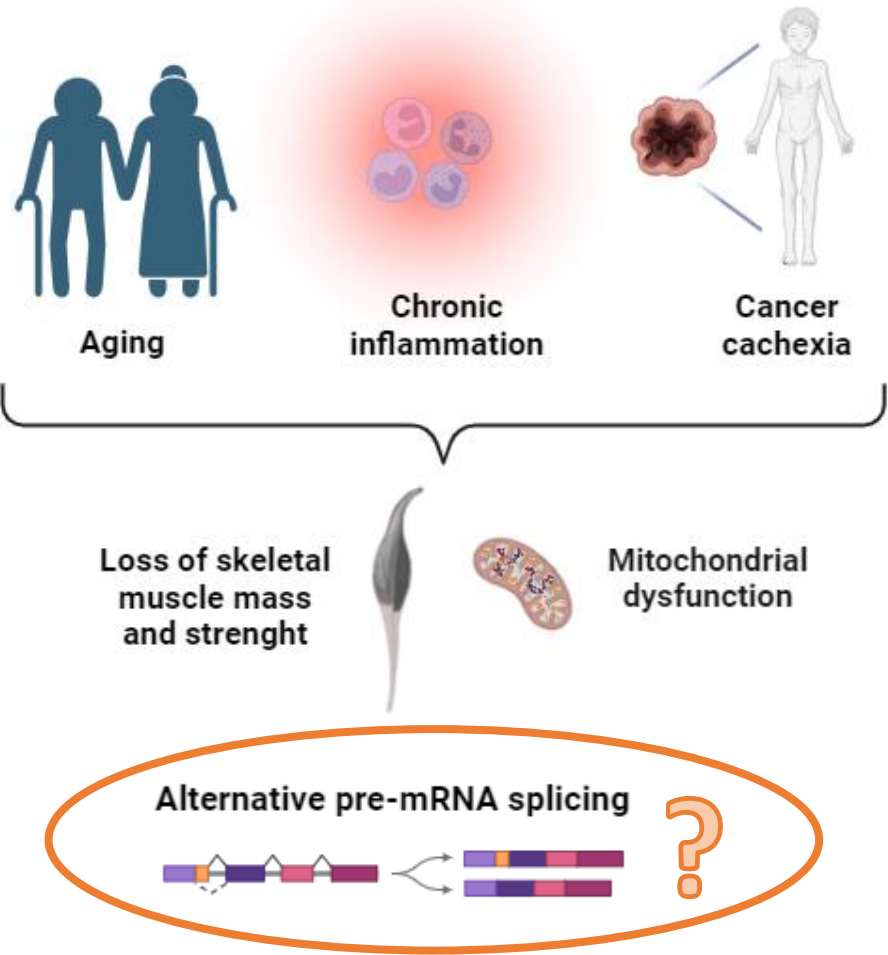 Aging
Chronic
inflammation
Cancer
cachexia
Loss of skeletal
muscle mass
and strenght
Mitochondrial
dysfunction
Alternative pre-mRNA splicing
?